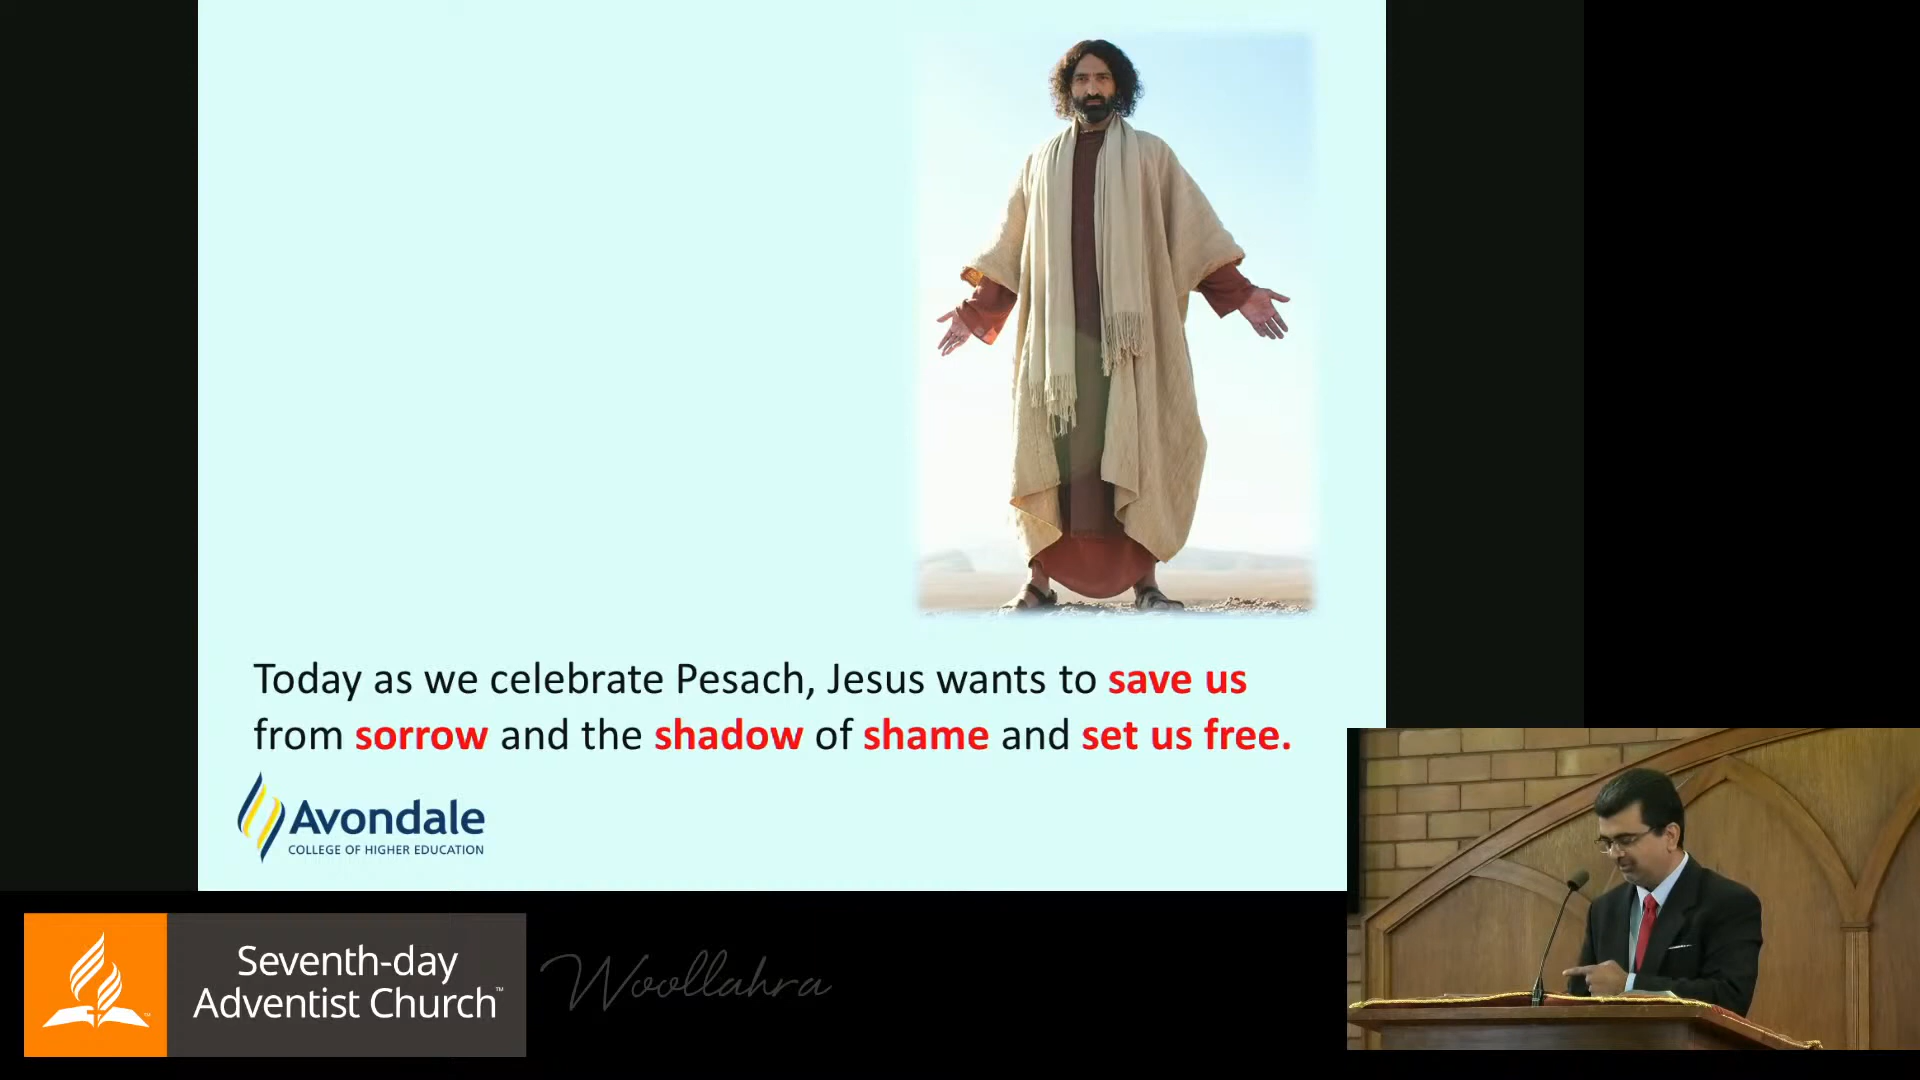 Today as we celebrate Pesach, Jesus wants to save us
from sorrow and the shadow of shame and set us free.
Avondale
COLLEGE OF HIGHER EDUCATION
Seventh-day
Adventist Church™
Woollahra